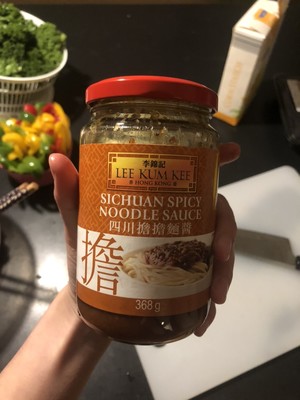 李錦記
LEE KUM KEE
HONG KONG
SICHUAN SPICY
NOODLE SAUCE
四川擔擔麵醬
擔
368g